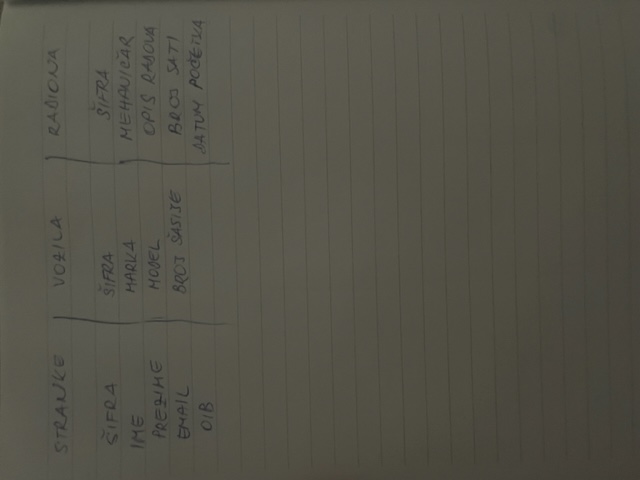 STRANKE
VOZILA
RADIONA
ŠIFRA
IME
PREZIME
EMAIL
OIB
ŠIFRA
MARKA
MODEL
BROJ ŠASIJE
ŠIFRA
MEHANIČAR
OPIS RADOVA
BROJ SATI
DATUM POČETKA